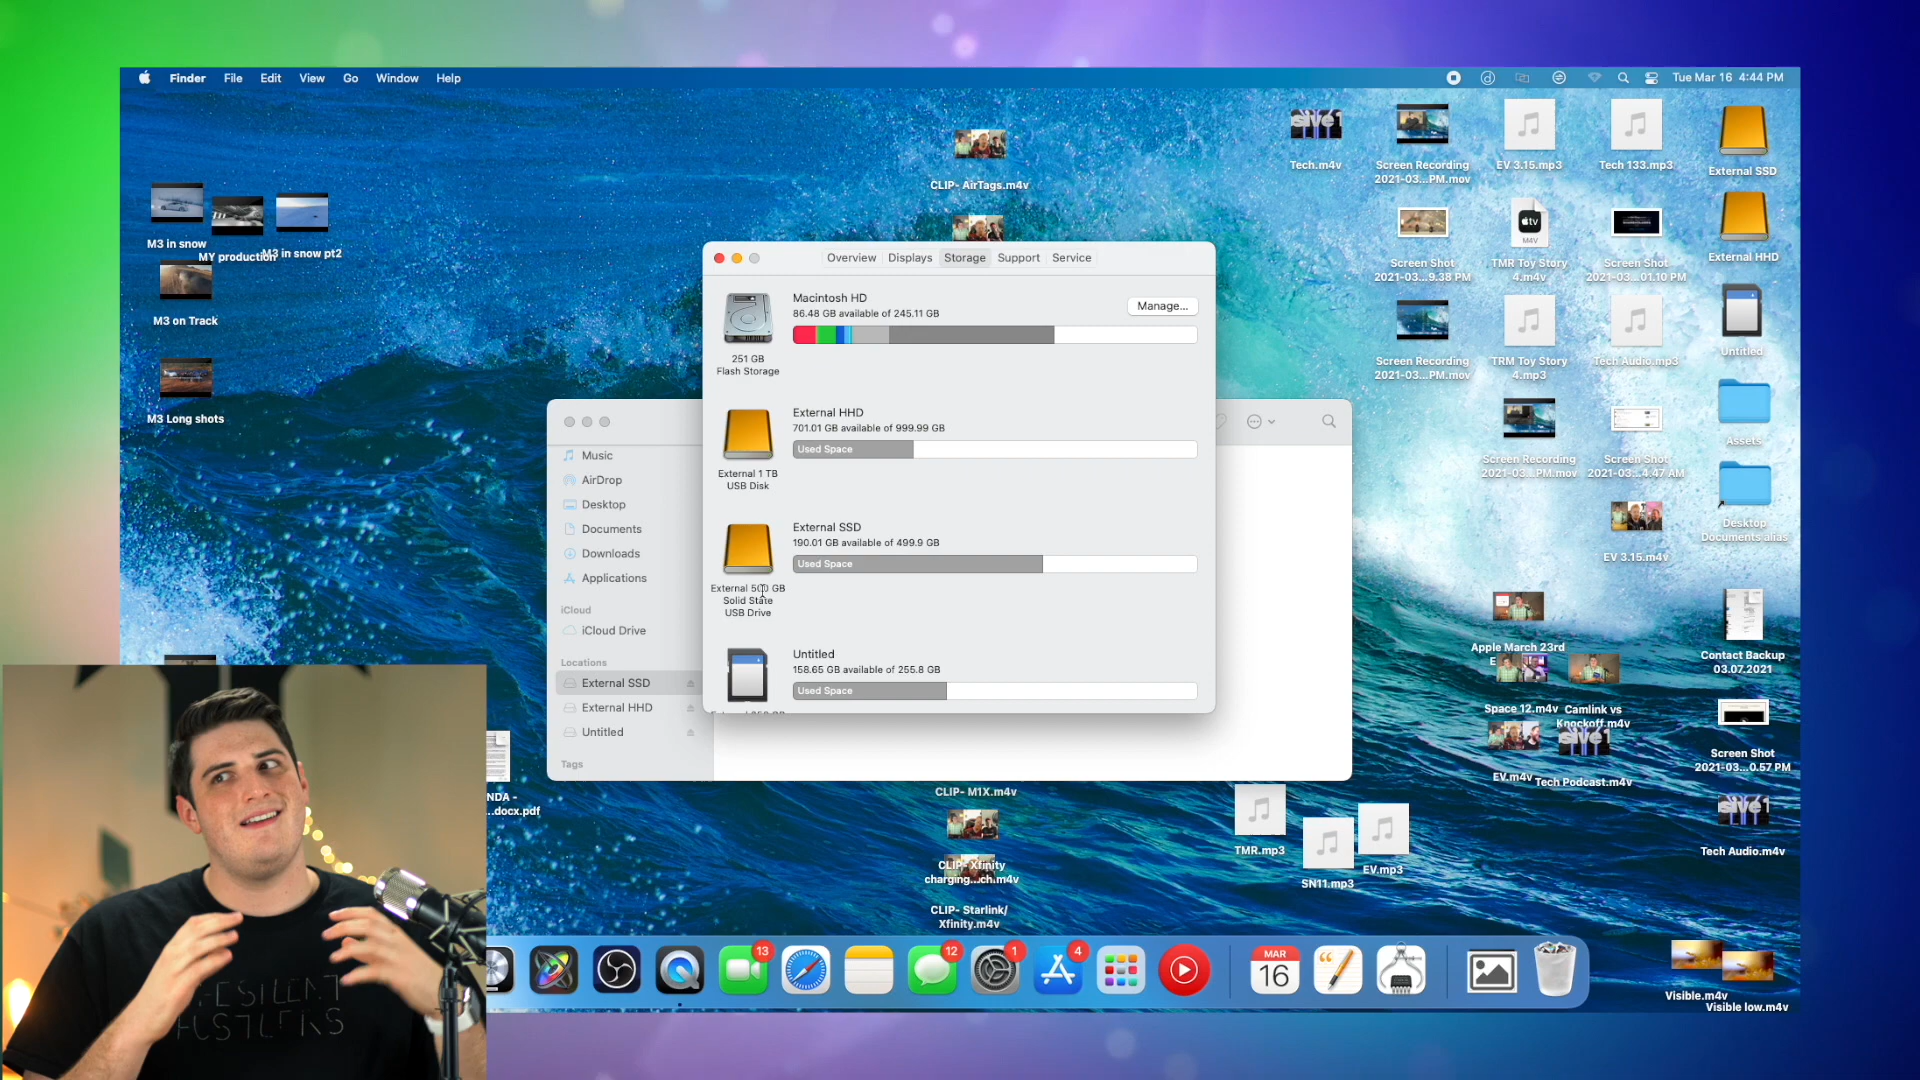 Finder File Edit View Go Window Help
Tue Mar 16 4:44 PM
M3 in snow
MY production
M3 in snow pt2
M3 on Track
M3 Long shots
CLIP- AirTags.m4v
Tech.m4v
Screen Recording
2021-03...PM.mov
EV 3.15.mp3
Tech 133.mp3
External SSD
Screen Shot
2021-03...9.38 PM
tv
M4V
TMR Toy Story
4.m4v
Screen Shot
2021-03...01.10 PM
External HHD
Screen Recording
2021-03...PM.mov
TRM Toy Story
4.mp3
Tech Audio.mp3
Untitled
Screen Recording
2021-03...PM.mov
Screen Shot
2021-03...4:47 AM
Assets
EV 3.15.m4v
Desktop
Documents alias
Apple March 23rd
Space 12.m4v
Camlink vs
Knockoff.m4v
EV.m4v
Tech Podcast.m4v
Contact Backup
03.07.2021
Screen Shot
2021-03...0.57 PM
Tech Audio.m4v
Visible.m4v
Visible low.m4v
Overview Displays Storage Support Service
Macintosh HD
86.48 GB available of 245.11 GB
Manage...
251 GB
Flash Storage
External HHD
701.01 GB available of 999.99 GB
Used Space
External 1 TB
USB Disk
External SSD
190.01 GB available of 499.9 GB
Used Space
External 500 GB
Solid State
USB Drive
Untitled
158.65 GB available of 255.8 GB
Used Space
Music
AirDrop
Desktop
Documents
Downloads
Applications
iCloud
iCloud Drive
Locations
External SSD
External HHD
Untitled
Tags
NDA -
...docx.pdf
CLIP- M1X.m4v
CLIP- Xfinity
charging...ch.m4v
CLIP- Starlink/
Xfinity.m4v
TMR.mp3
SN11.mp3
EV.mp3
13
12
1
4
MAR
16